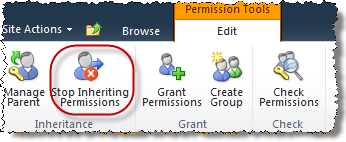 Permission Tools
Site Actions
Browse
Edit
Manage
Parent
Stop Inheriting
Permissions
Grant
Permissions
Create
Group
Check
Permissions
Inheritance
Grant
Check